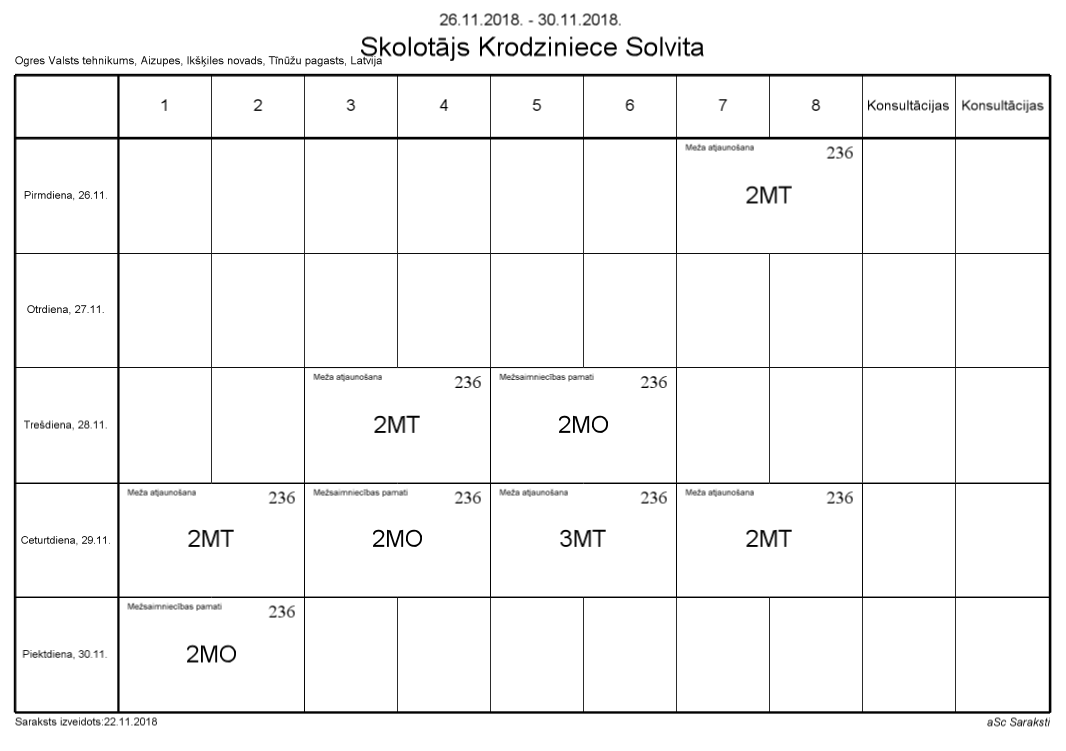 26.11.2018. - 30.11.2018.
Skolotājs Krodziniece Solvita
Ogres Valsts tehnikums, Aizupes, Ikšķiles novads, Tīnūžu pagasts, Latvija
1 2 3 4 5 6 7 8 Konsultācijas Konsultācijas
Meža atjaunošana 236
Pirmdiena, 26.11. 2MT
Otrdiena, 27.11.
Meža atjaunošana 236 Mežsaimniecības pamati 236
Trešdiena, 28.11. 2MT 2MO
Meža atjaunošana 236 Mežsaimniecības pamati 236 Meža atjaunošana 236 Meža atjaunošana 236
Ceturtdiena, 29.11. 2MT 2MO 3MT 2MT
Mežsaimniecības pamati 236
Piektdiena, 30.11. 2MO
Saraksts izveidots:22.11.2018 aSc Saraksti